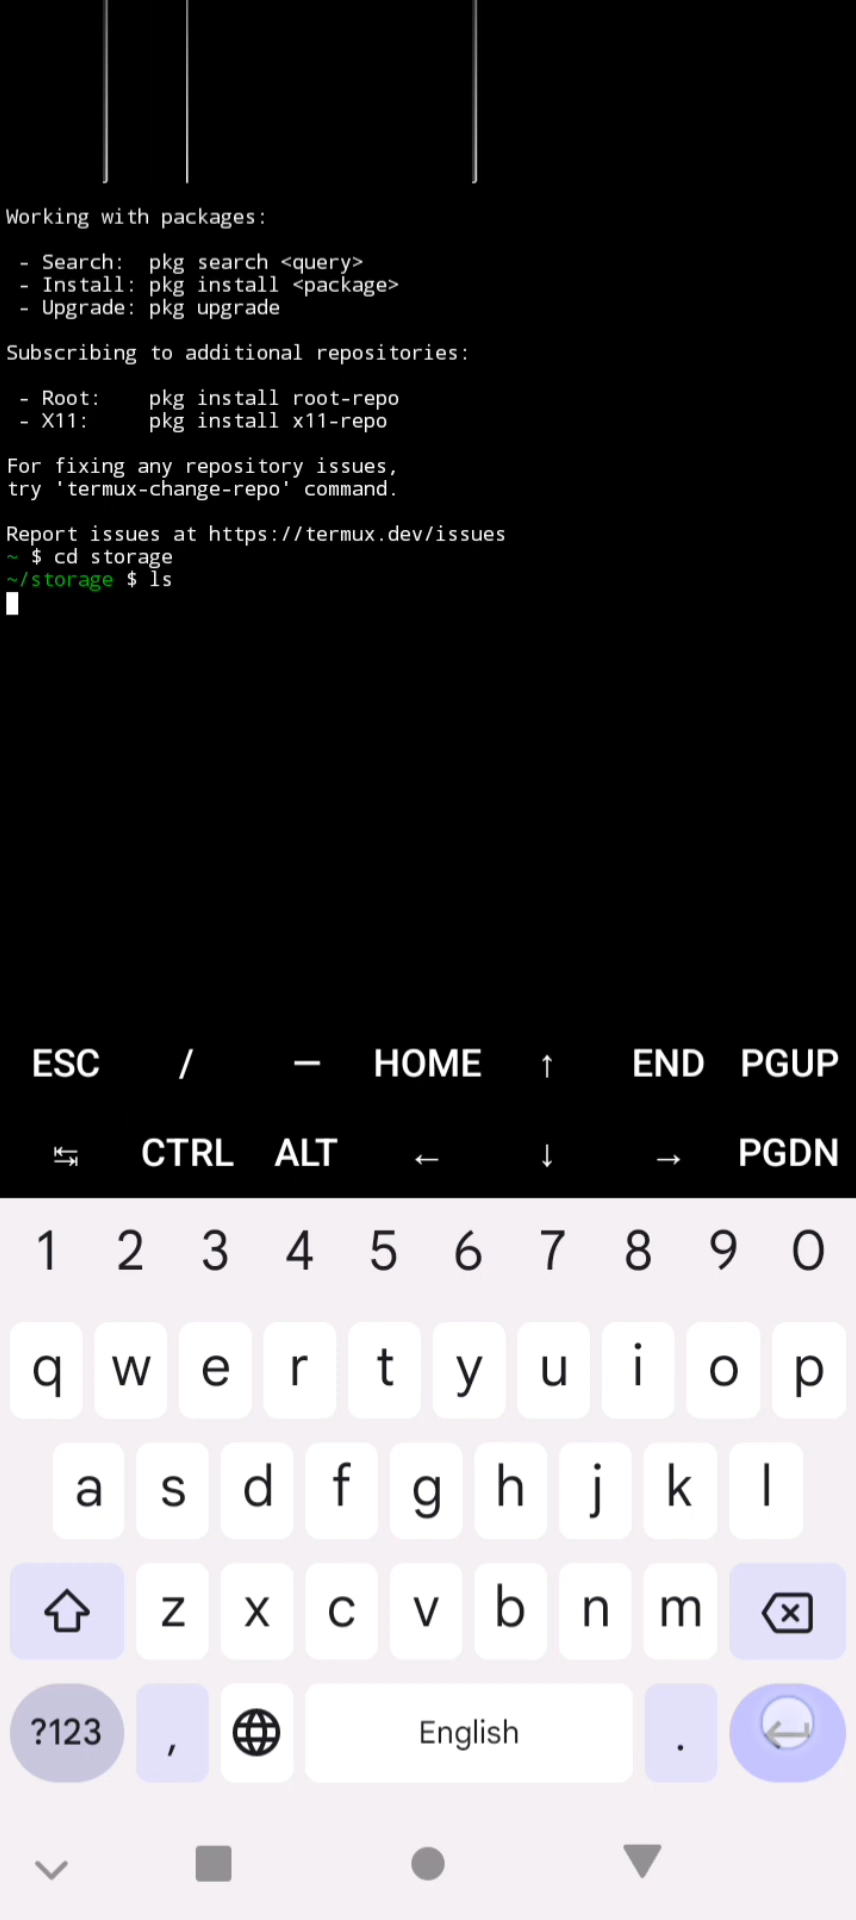 Working with packages:
- Search: pkg search <query>
- Install: pkg install <package>
- Upgrade: pkg upgrade
Subscribing to additional repositories:
- Root: pkg install root-repo
- X11: pkg install x11-repo
For fixing any repository issues,
try 'termux-change-repo' command.
Report issues at https://termux.dev/issues
~ $ cd storage
~/storage $ ls
ESC / — HOME ↑ END PGUP
↹ CTRL ALT ← ↓ → PGDN
1 2 3 4 5 6 7 8 9 0
q w e r t y u i o p
a s d f g h j k l
z x c v b n m
?123 , English .